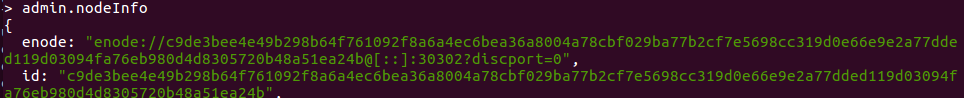 > admin.nodeInfo
{
  enode: "enode://c9de3bee4e49b298b64f761092f8a6a4ec6bea36a8004a78cbf029ba77b2cf7e5698cc319d0e66e9e2a77dde
d119d03094fa76eb980d4d8305720b48a51ea24b@[::]:30302?discport=0",
  id: "c9de3bee4e49b298b64f761092f8a6a4ec6bea36a8004a78cbf029ba77b2cf7e5698cc319d0e66e9e2a77dded119d03094f
a76eb980d4d8305720b48a51ea24b",